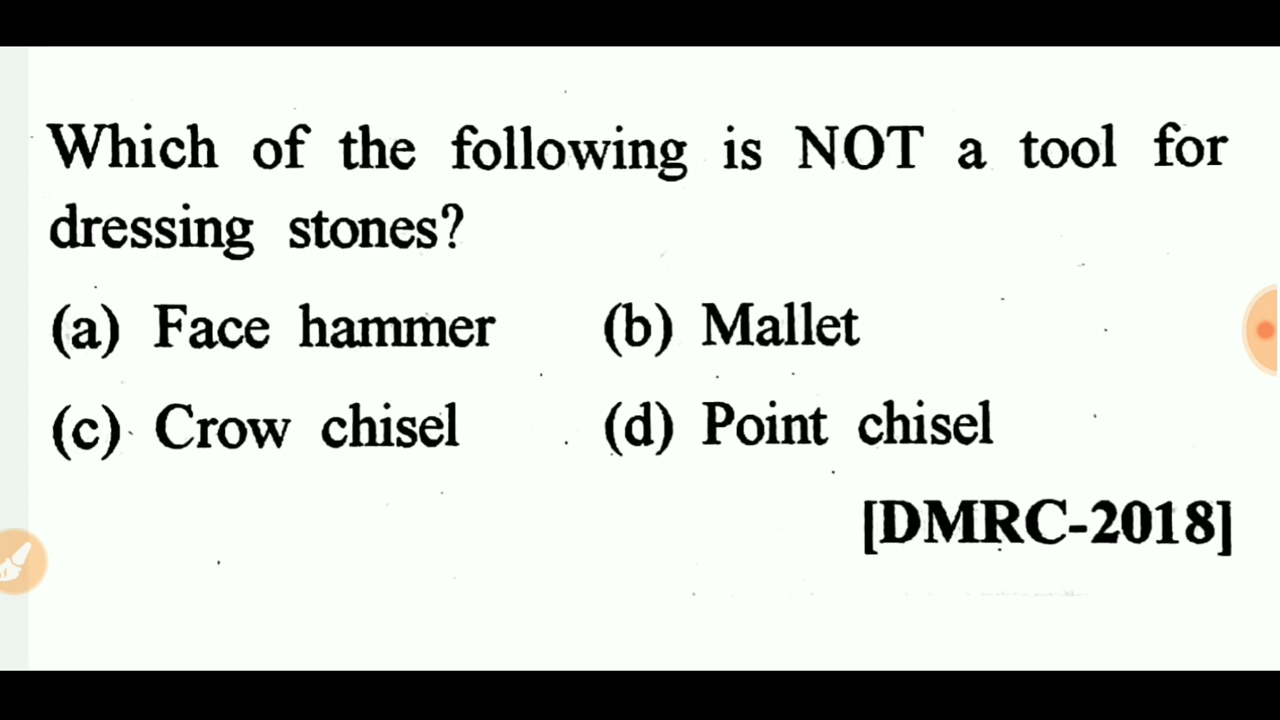 Which of the following is NOT a tool for
dressing stones?
(a) Face hammer (b) Mallet
(c) Crow chisel (d) Point chisel
[DMRC-2018]